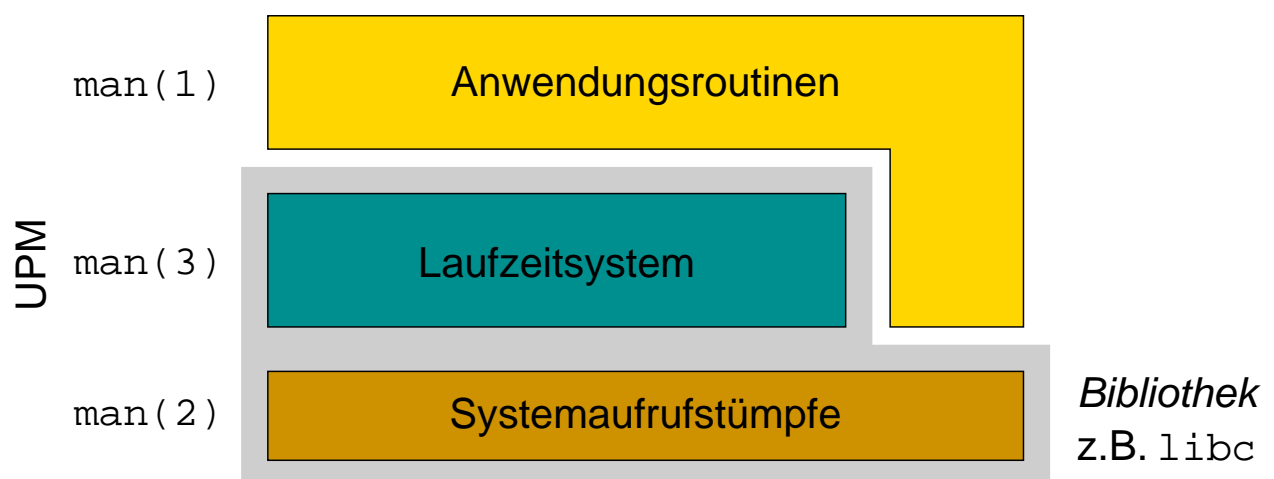 man(1)
Anwendungsroutinen
UPM
man(3)
Laufzeitsystem
man(2)
Systemaufrufstümpfe
Bibliothek
z.B. libc